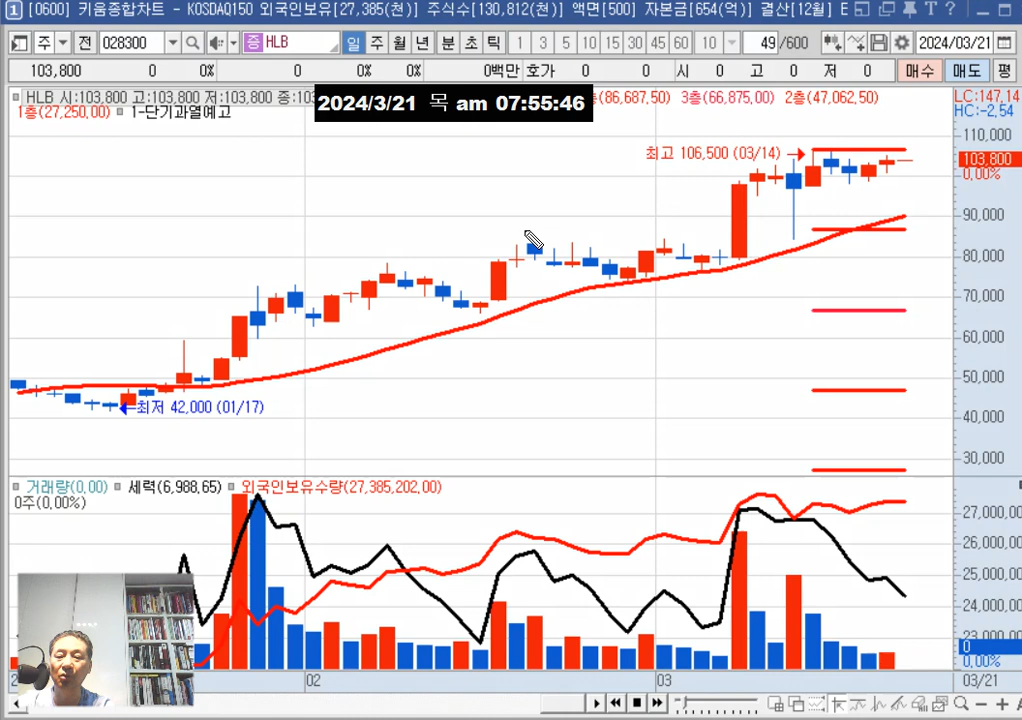 [0600] 키움종합차트 - KOSDAQ150 외국인보유[27,385(천)] 주식수[130,812(천)] 액면[500] 자본금[654(억)] 결산[12월] E
주 전 028300 증 HLB 일 주 월 년 분 초 틱 1 3 5 10 15 30 45 60 10 49 /600 2024/03/21
103,800 0 0% 0 0% 0% 0백만 호가 0 0 시 0 고 0 저 0 매수 매도 평
HLB 시:103,800 고:103,800 저:103,800 종:103 층(86,687,50) 3층(66,875,00) 2층(47,062,50) LC:147,14
2024/3/21 목 am 07:55:46
1층(27,250,00) 1-단기과열예고 HC:-2,54
110,000
최고 106,500 (03/14) 103,800
0,00%
90,000
80,000
70,000
60,000
50,000
최저 42,000 (01/17)
40,000
30,000
거래량(0,00) 세력(6,988,65) 외국인보유수량(27,385,202,00)
0주(0,00%)
27,000,00
26,000,00
25,000,00
24,000,00
23,000,00
0
0,00%
02 03 03/21